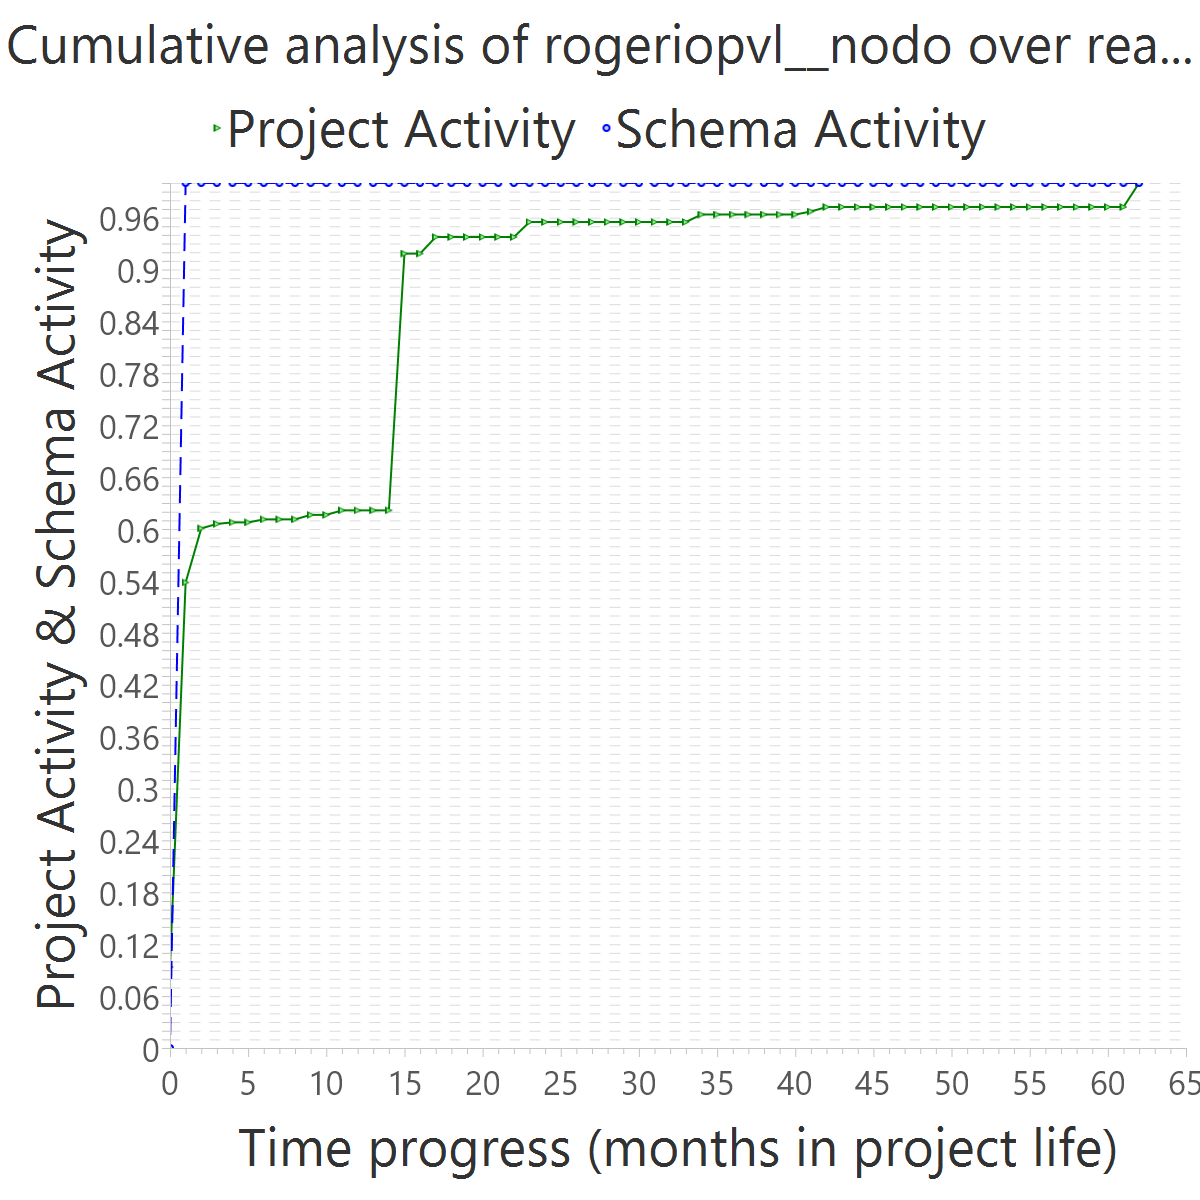 Cumulative analysis of rogeriopvl__nodo over rea...
Project Activity
Schema Activity
Project Activity & Schema Activity
0.96
0.9
0.84
0.78
0.72
0.66
0.6
0.54
0.48
0.42
0.36
0.3
0.24
0.18
0.12
0.06
0
0 5 10 15 20 25 30 35 40 45 50 55 60 65
Time progress (months in project life)